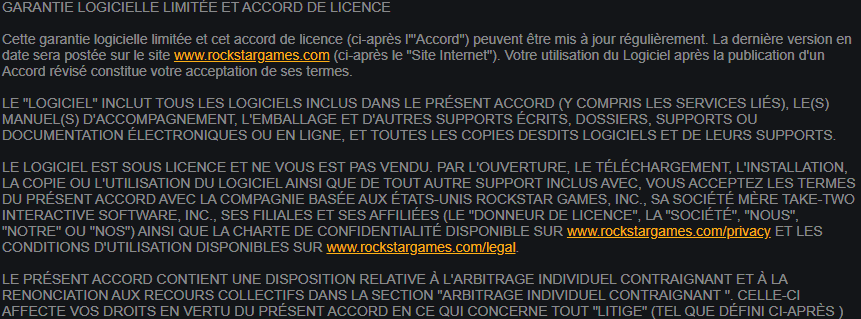 GARANTIE LOGICIELLE LIMITÉE ET ACCORD DE LICENCE
Cette garantie logicielle limitée et cet accord de licence (ci-après l'"Accord") peuvent être mis à jour régulièrement. La dernière version en
date sera postée sur le site www.rockstargames.com (ci-après le "Site Internet"). Votre utilisation du Logiciel après la publication d'un
Accord révisé constitue votre acceptation de ses termes.
LE "LOGICIEL" INCLUT TOUS LES LOGICIELS INCLUS DANS LE PRÉSENT ACCORD (Y COMPRIS LES SERVICES LIÉS), LE(S)
MANUEL(S) D'ACCOMPAGNEMENT, L'EMBALLAGE ET D'AUTRES SUPPORTS ÉCRITS, DOSSIERS, SUPPORTS OU
DOCUMENTATION ÉLECTRONIQUES OU EN LIGNE, ET TOUTES LES COPIES DESDITS LOGICIELS ET DE LEURS SUPPORTS.
LE LOGICIEL EST SOUS LICENCE ET NE VOUS EST PAS VENDU. PAR L'OUVERTURE, LE TÉLÉCHARGEMENT, L'INSTALLATION,
LA COPIE OU L'UTILISATION DU LOGICIEL AINSI QUE DE TOUT AUTRE SUPPORT INCLUS AVEC, VOUS ACCEPTEZ LES TERMES
DU PRÉSENT ACCORD AVEC LA COMPAGNIE BASÉE AUX ÉTATS-UNIS ROCKSTAR GAMES, INC., SA SOCIÉTÉ MÈRE TAKE-TWO
INTERACTIVE SOFTWARE, INC., SES FILIALES ET SES AFFILIÉES (LE "DONNEUR DE LICENCE", LA "SOCIÉTÉ", "NOUS",
"NOTRE" OU "NOS") AINSI QUE LA CHARTE DE CONFIDENTIALITÉ DISPONIBLE SUR www.rockstargames.com/privacy ET LES
CONDITIONS D'UTILISATION DISPONIBLES SUR www.rockstargames.com/legal.
LE PRÉSENT ACCORD CONTIENT UNE DISPOSITION RELATIVE À L'ARBITRAGE INDIVIDUEL CONTRAIGNANT ET À LA
RENONCIATION AUX RECOURS COLLECTIFS DANS LA SECTION "ARBITRAGE INDIVIDUEL CONTRAIGNANT ". CELLE-CI
AFFECTE VOS DROITS EN VERTU DU PRÉSENT ACCORD EN CE QUI CONCERNE TOUT "LITIGE" (TEL QUE DÉFINI CI-APRÈS )